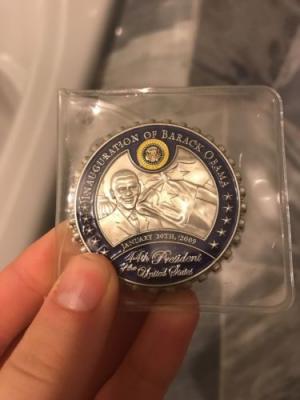 INAUGURATION OF BARACK OBAMA
JANUARY 20TH, 2009
44th President
of the
United States